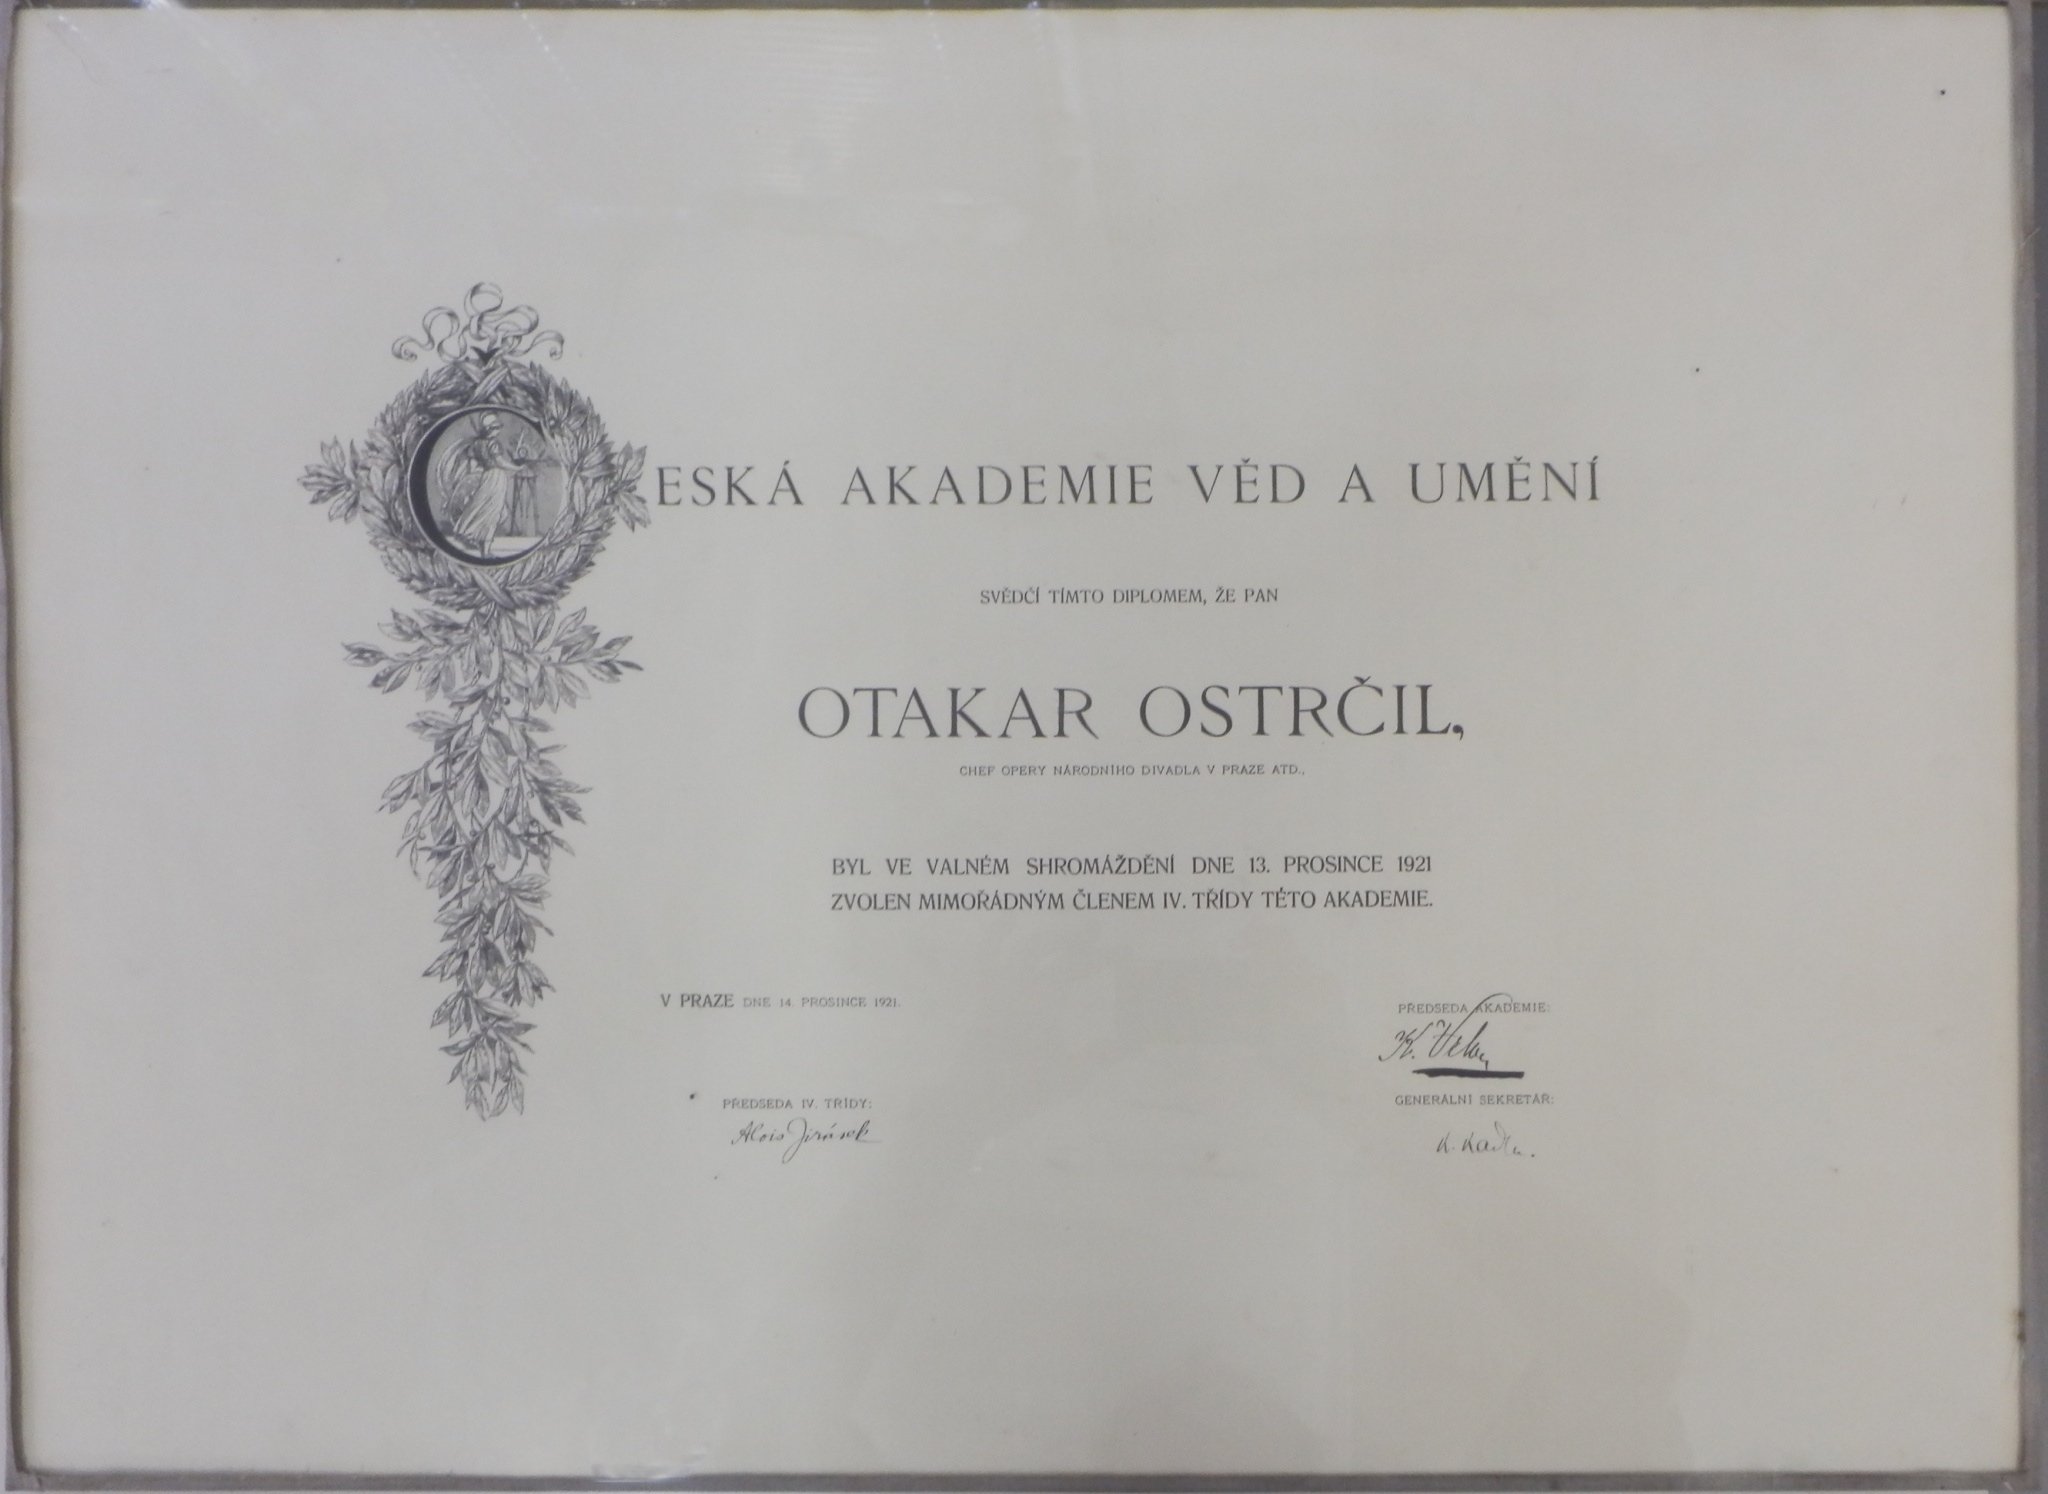 ČESKÁ AKADEMIE VĚD A UMĚNÍ
SVĚDČÍ TÍMTO DIPLOMEM, ŽE PAN
OTAKAR OSTRČIL,
CHEF OPERY NÁRODNÍHO DIVADLA V PRAZE ATD.,
BYL VE VALNÉM SHROMÁŽDĚNÍ DNE 13. PROSINCE 1921
ZVOLEN MIMOŘÁDNÝM ČLENEM IV. TŘÍDY TÉTO AKADEMIE.
V PRAZE DNE 14. PROSINCE 1921.
PŘEDSEDA AKADEMIE:
K.
GENERÁLNÍ SEKRETÁŘ:
K.
PŘEDSEDA IV. TŘÍDY:
Alois Jirásek